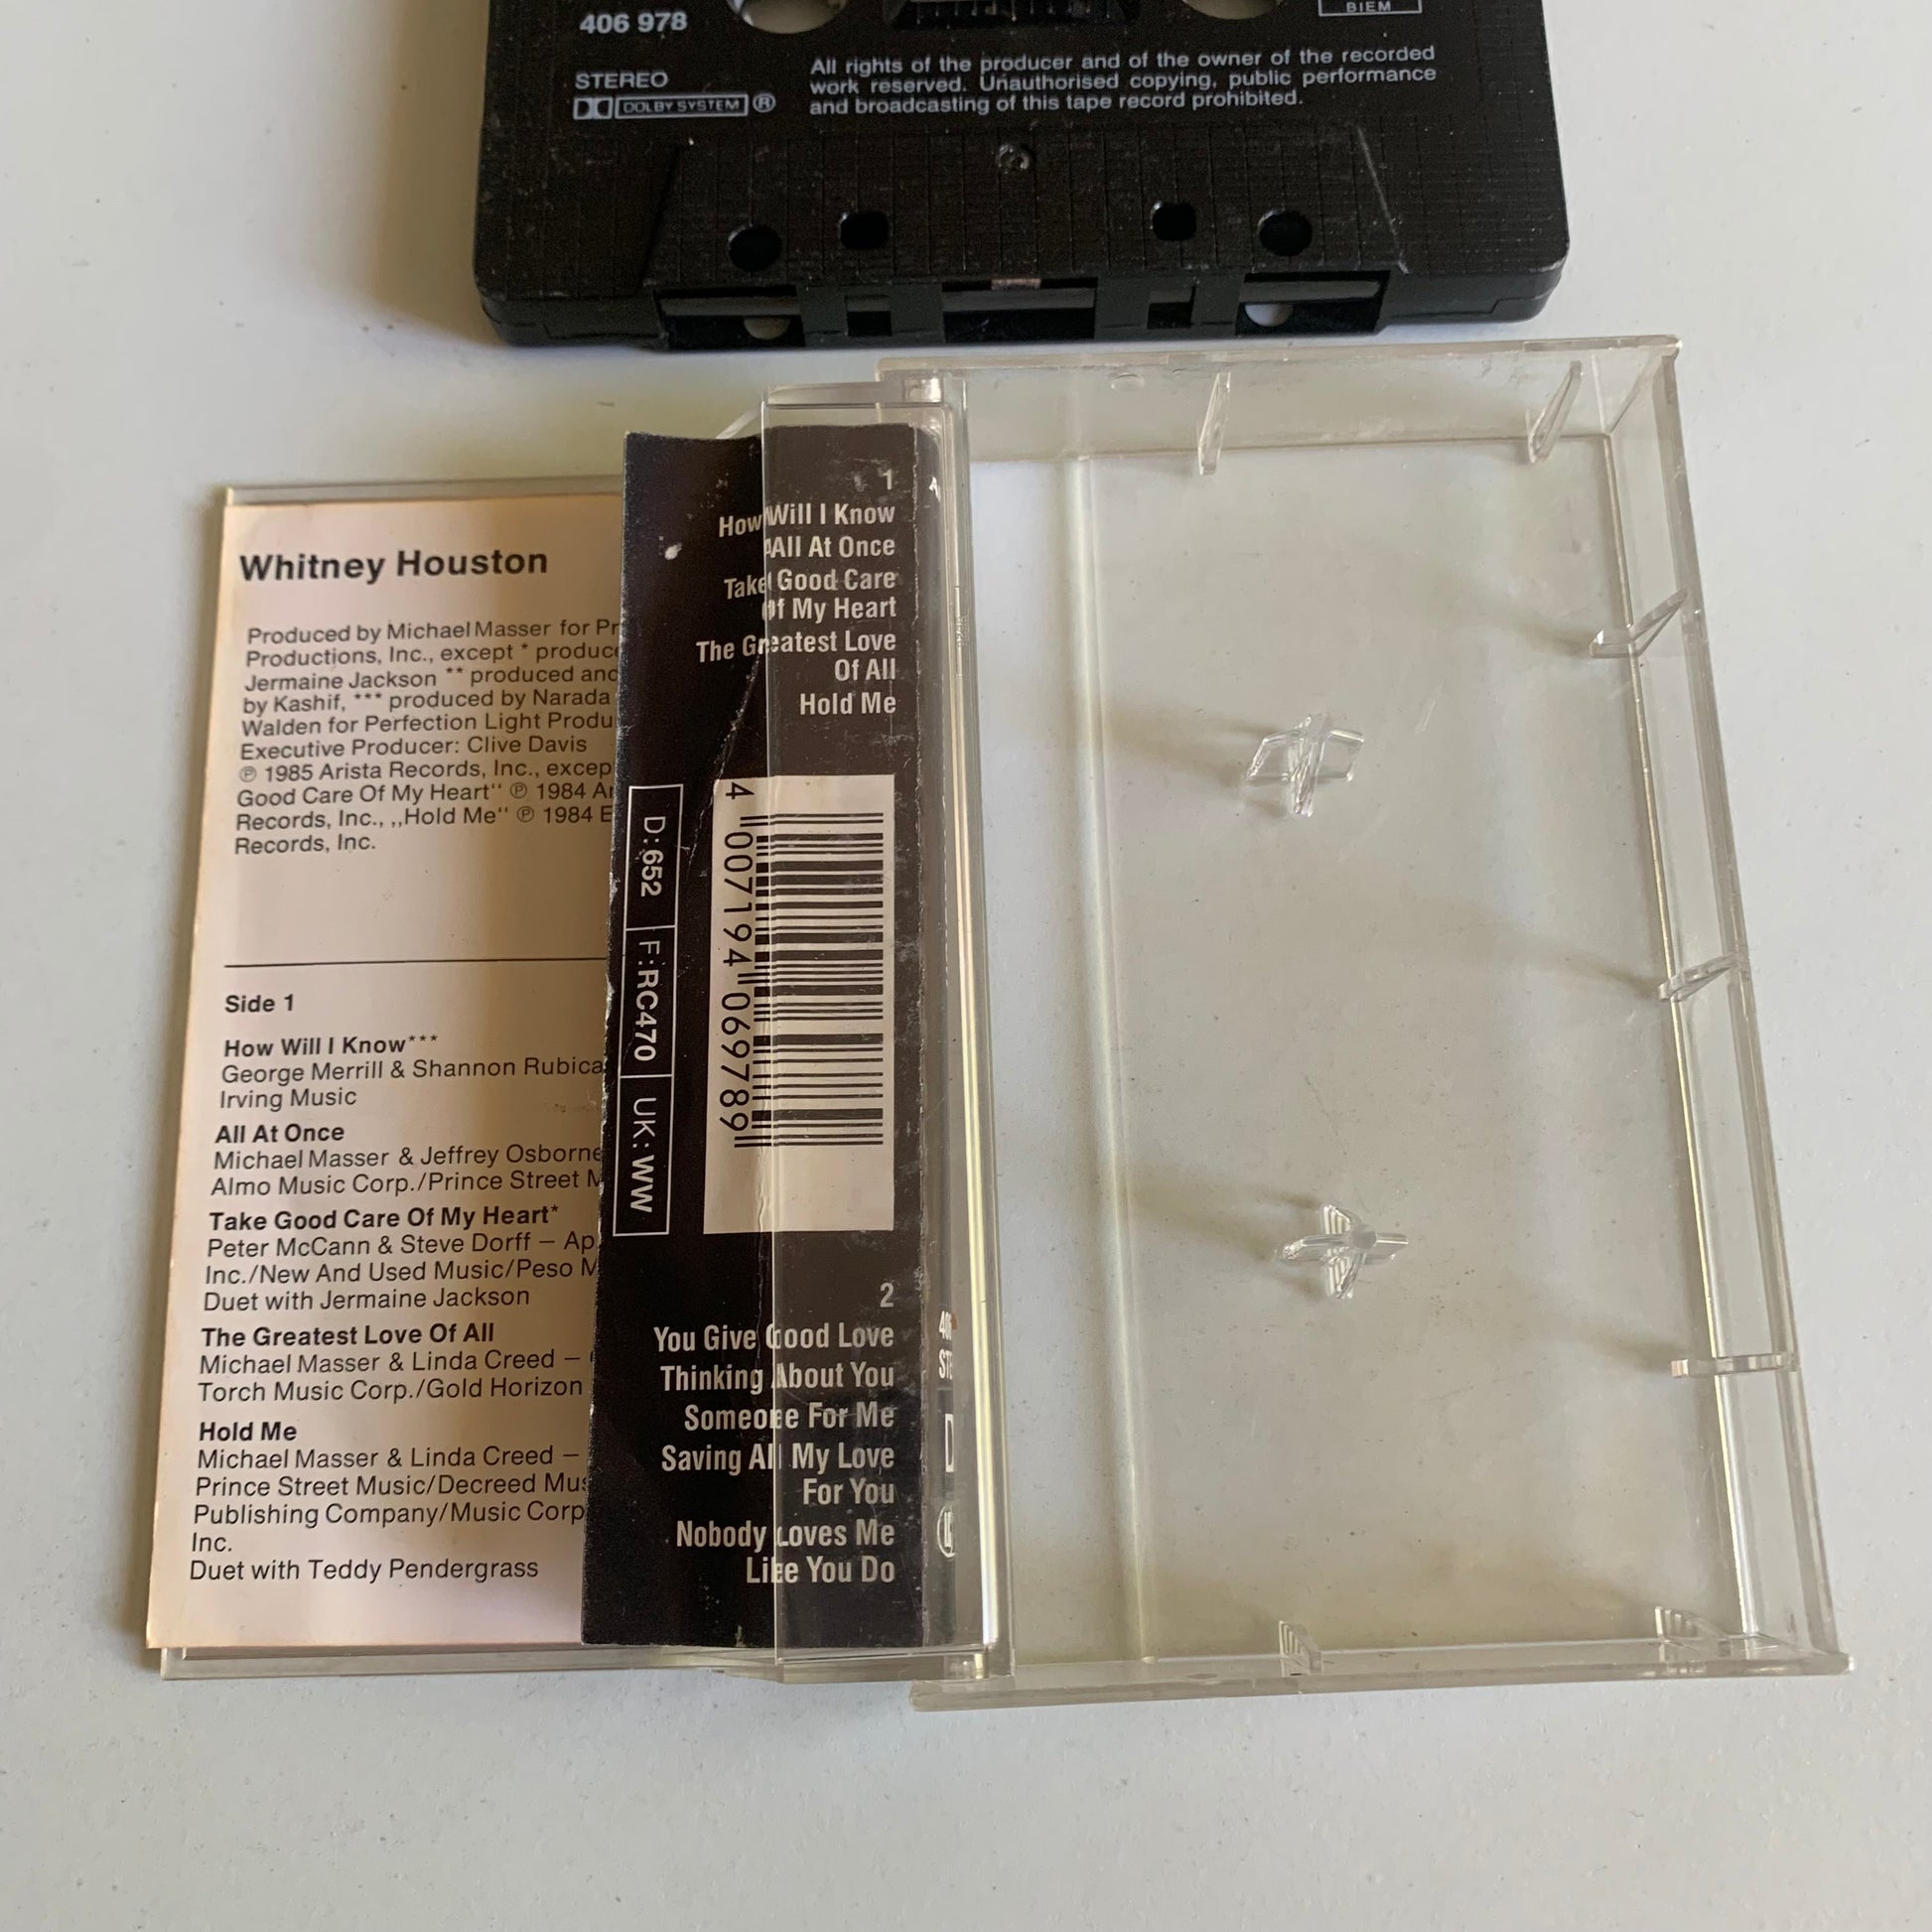 406 978
BIEM
STEREO
DOLBY SYSTEM ®
All rights of the producer and of the owner of the recorded
work reserved. Unauthorised copying, public performance
and broadcasting of this tape record prohibited.
Whitney Houston
Produced by Michael Masser for
Productions, Inc., except *
Jermaine Jackson ** produced
by Kashif, *** produced by Narada
Walden for Perfection Light
Executive Producer: Clive Davis
℗ 1985 Arista Records, Inc.,
Good Care Of My Heart“ ℗ 1984
Records, Inc., „Hold Me“ ℗ 1984
Records, Inc.
Side 1
How Will I Know***
George Merrill & Shannon
Irving Music
All At Once
Michael Masser & Jeffrey Osborne
Almo Music Corp./Prince Street
Take Good Care Of My Heart*
Peter McCann & Steve Dorff –
Inc./New And Used Music/Peso
Duet with Jermaine Jackson
The Greatest Love Of All
Michael Masser & Linda Creed –
Torch Music Corp./Gold Horizon
Hold Me
Michael Masser & Linda Creed –
Prince Street Music/Decreed
Publishing Company/Music
Inc.
Duet with Teddy Pendergrass
1
How Will I Know
All At Once
Take Good Care
Of My Heart
The Greatest Love
Of All
Hold Me
D:652 F:RC470 UK:WW
4 007194 069789
2
You Give Good Love
Thinking About You
Someone For Me
Saving All My Love
For You
Nobody Loves Me
Like You Do